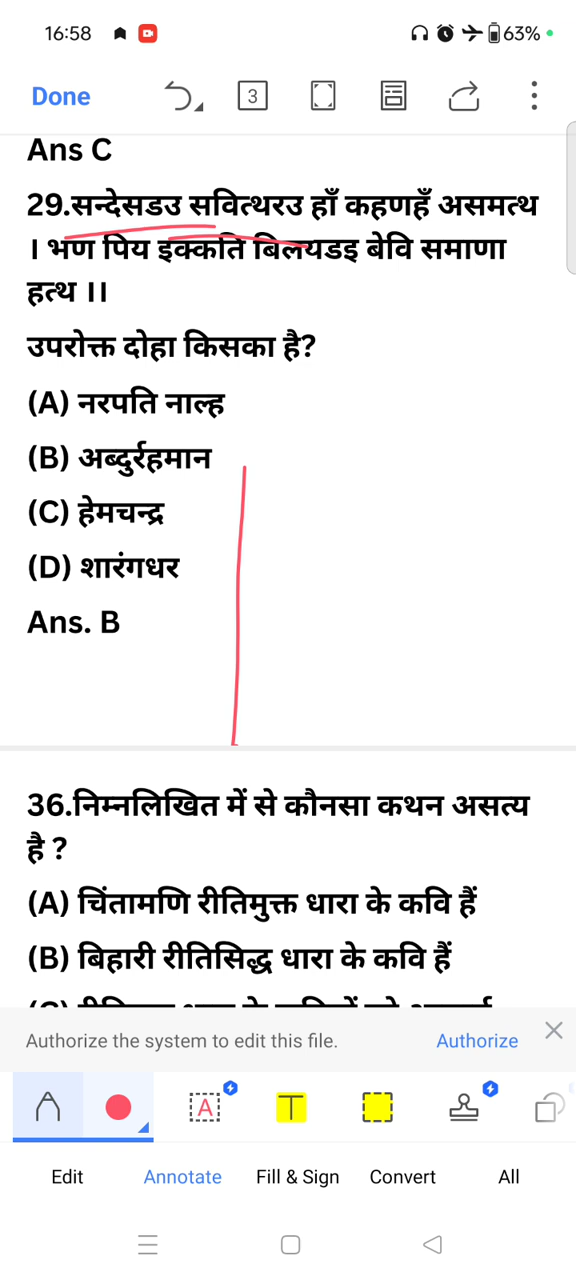 16:58
63%
Done
3
Ans C
29.सन्देसडउ सवित्थरउ हाँ कहणहँ असमत्थ
। भण पिय इक्कति बिलयडइ बेवि समाणा
हत्थ ।।
उपरोक्त दोहा किसका है?
(A) नरपति नाल्ह
(B) अब्दुर्रहमान
(C) हेमचन्द्र
(D) शारंगधर
Ans. B
36.निम्नलिखित में से कौनसा कथन असत्य
है ?
(A) चिंतामणि रीतिमुक्त धारा के कवि हैं
(B) बिहारी रीतिसिद्ध धारा के कवि हैं
Authorize the system to edit this file.
Authorize
A T
Edit Annotate Fill & Sign Convert All